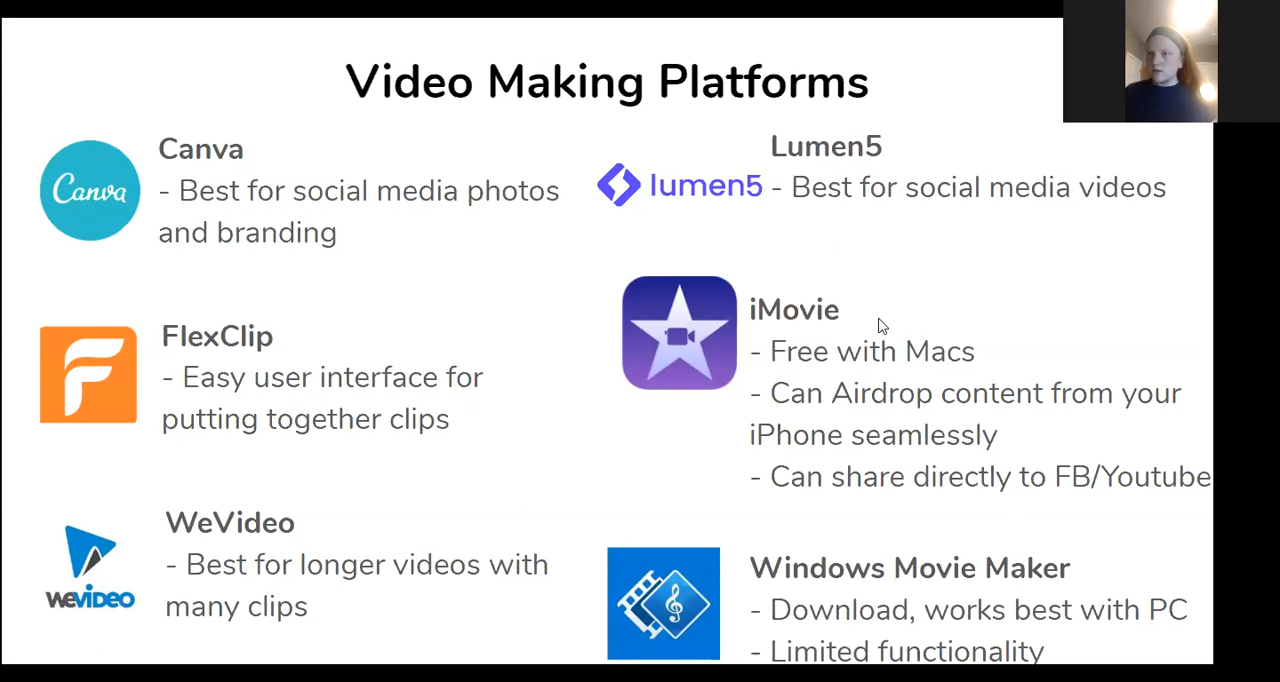 Video Making Platforms
Canva
Canva
- Best for social media photos
and branding
FlexClip
- Easy user interface for
putting together clips
WeVideo
WEVIDEO
- Best for longer videos with
many clips
Lumen5
lumen5
- Best for social media videos
iMovie
- Free with Macs
- Can Airdrop content from your
iPhone seamlessly
- Can share directly to FB/Youtube
Windows Movie Maker
- Download, works best with PC
- Limited functionality